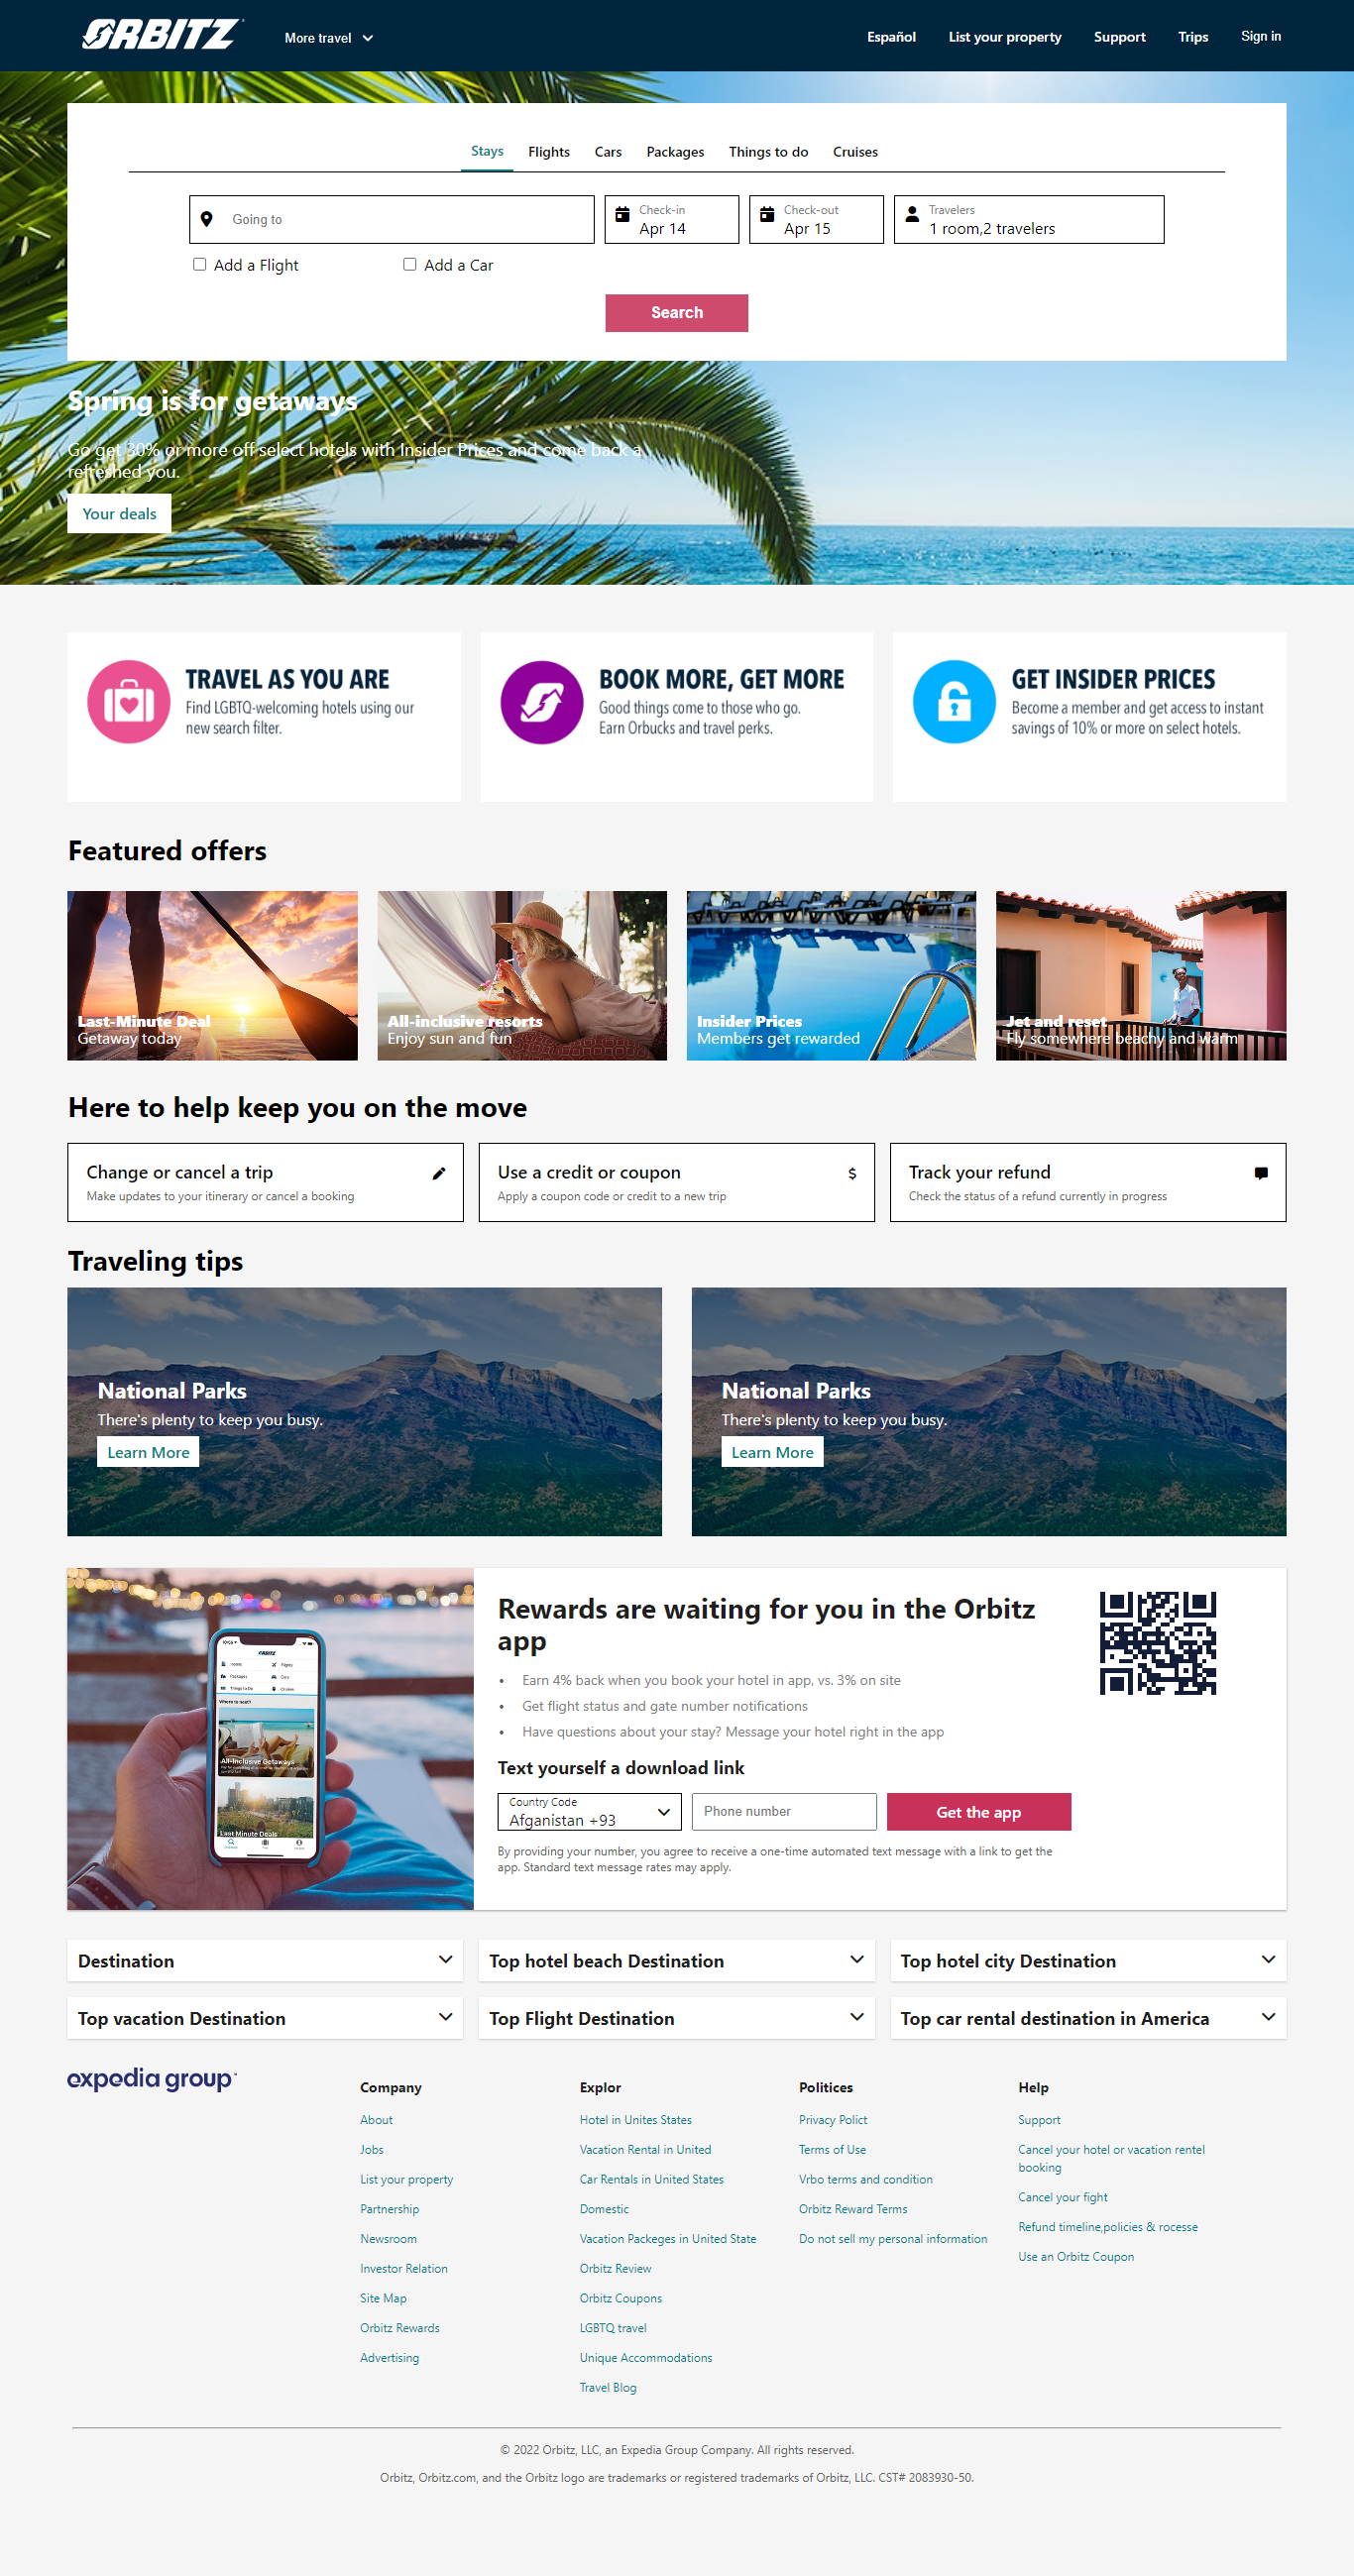 ORBITZ
More travel
Español
List your property
Support
Trips
Sign in
Stays
Flights
Cars
Packages
Things to do
Cruises
Going to
Check-in
Apr 14
Check-out
Apr 15
Travelers
1 room,2 travelers
Add a Flight
Add a Car
Search
Spring is for getaways
Go get 30% or more off select hotels with Insider Prices and come back a
refreshed you.
Your deals
TRAVEL AS YOU ARE
Find LGBTQ-welcoming hotels using our
new search filter.
BOOK MORE, GET MORE
Good things come to those who go.
Earn Orbucks and travel perks.
GET INSIDER PRICES
Become a member and get access to instant
savings of 10% or more on select hotels.
Featured offers
Last-Minute Deal
Getaway today
All-inclusive resorts
Enjoy sun and fun
Insider Prices
Members get rewarded
Jet and reset
Fly somewhere beachy and warm
Here to help keep you on the move
Change or cancel a trip
Make updates to your itinerary or cancel a booking
Use a credit or coupon
$
Apply a coupon code or credit to a new trip
Track your refund
Check the status of a refund currently in progress
Traveling tips
National Parks
There's plenty to keep you busy.
Learn More
National Parks
There's plenty to keep you busy.
Learn More
ORBITZ
Hotels
Flights
Packages
Cars
Things to Do
Cruises
Where to next?
All-Inclusive Getaways
Last Minute Deals
Rewards are waiting for you in the Orbitz
app
• Earn 4% back when you book your hotel in app, vs. 3% on site
• Get flight status and gate number notifications
• Have questions about your stay? Message your hotel right in the app
Text yourself a download link
Country Code
Afganistan +93
Phone number
Get the app
By providing your number, you agree to receive a one-time automated text message with a link to get the
app. Standard text message rates may apply.
Destination
Top hotel beach Destination
Top hotel city Destination
Top vacation Destination
Top Flight Destination
Top car rental destination in America
expedia group
Company
About
Jobs
List your property
Partnership
Newsroom
Investor Relation
Site Map
Orbitz Rewards
Advertising
Explor
Hotel in Unites States
Vacation Rental in United
Car Rentals in United States
Domestic
Vacation Packeges in United State
Orbitz Review
Orbitz Coupons
LGBTQ travel
Unique Accommodations
Travel Blog
Politices
Privacy Polict
Terms of Use
Vrbo terms and condition
Orbitz Reward Terms
Do not sell my personal information
Help
Support
Cancel your hotel or vacation rentel
booking
Cancel your fight
Refund timeline,policies & rocesse
Use an Orbitz Coupon
© 2022 Orbitz, LLC, an Expedia Group Company. All rights reserved.
Orbitz, Orbitz.com, and the Orbitz logo are trademarks or registered trademarks of Orbitz, LLC. CST# 2083930-50.